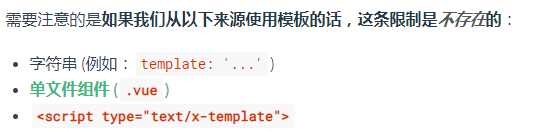 需要注意的是如果我们从以下来源使用模板的话，这条限制是不存在的：
字符串 (例如：template: '...')
单文件组件 (.vue)
<script type="text/x-template">